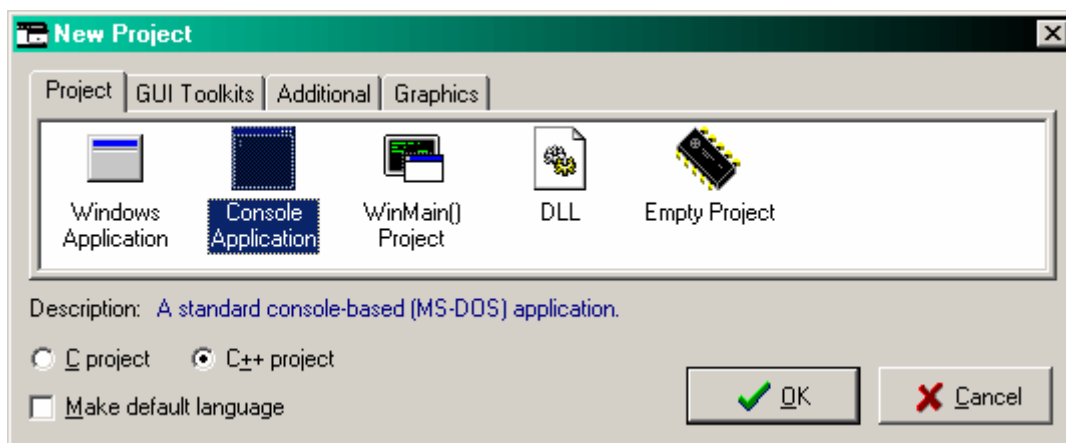 New Project
Project GUI Toolkits Additional Graphics
Windows Application
Console Application
WinMain() Project
DLL
Empty Project
Description: A standard console-based (MS-DOS) application.
C project C++ project
Make default language
OK Cancel